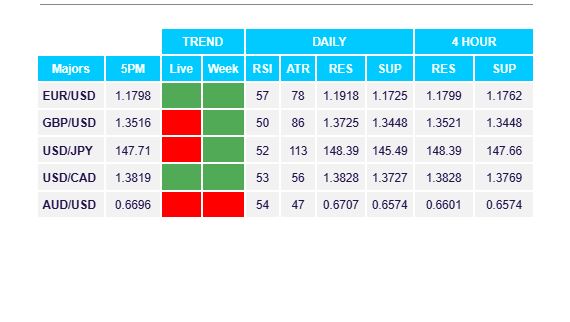 TREND DAILY 4 HOUR
Majors 5PM Live Week RSI ATR RES SUP RES SUP
EUR/USD 1.1798 57 78 1.1918 1.1725 1.1799 1.1762
GBP/USD 1.3516 50 86 1.3725 1.3448 1.3521 1.3448
USD/JPY 147.71 52 113 148.39 145.49 148.39 147.66
USD/CAD 1.3819 53 56 1.3828 1.3727 1.3828 1.3769
AUD/USD 0.6696 54 47 0.6707 0.6574 0.6601 0.6574